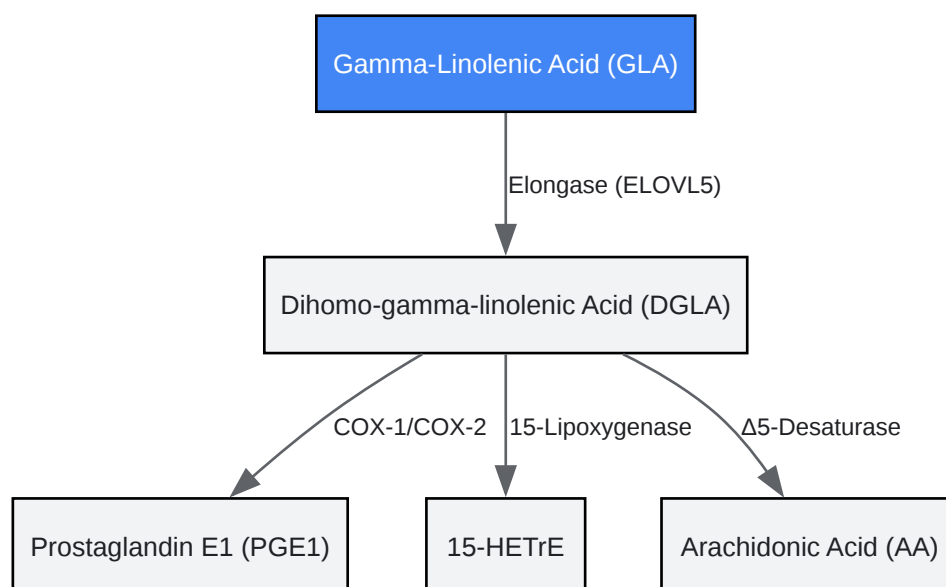 Gamma-Linolenic Acid (GLA)
Elongase (ELOVL5)
Dihomo-gamma-linolenic Acid (DGLA)
COX-1/COX-2
15-Lipoxygenase
Δ5-Desaturase
Prostaglandin E1 (PGE1)
15-HETrE
Arachidonic Acid (AA)